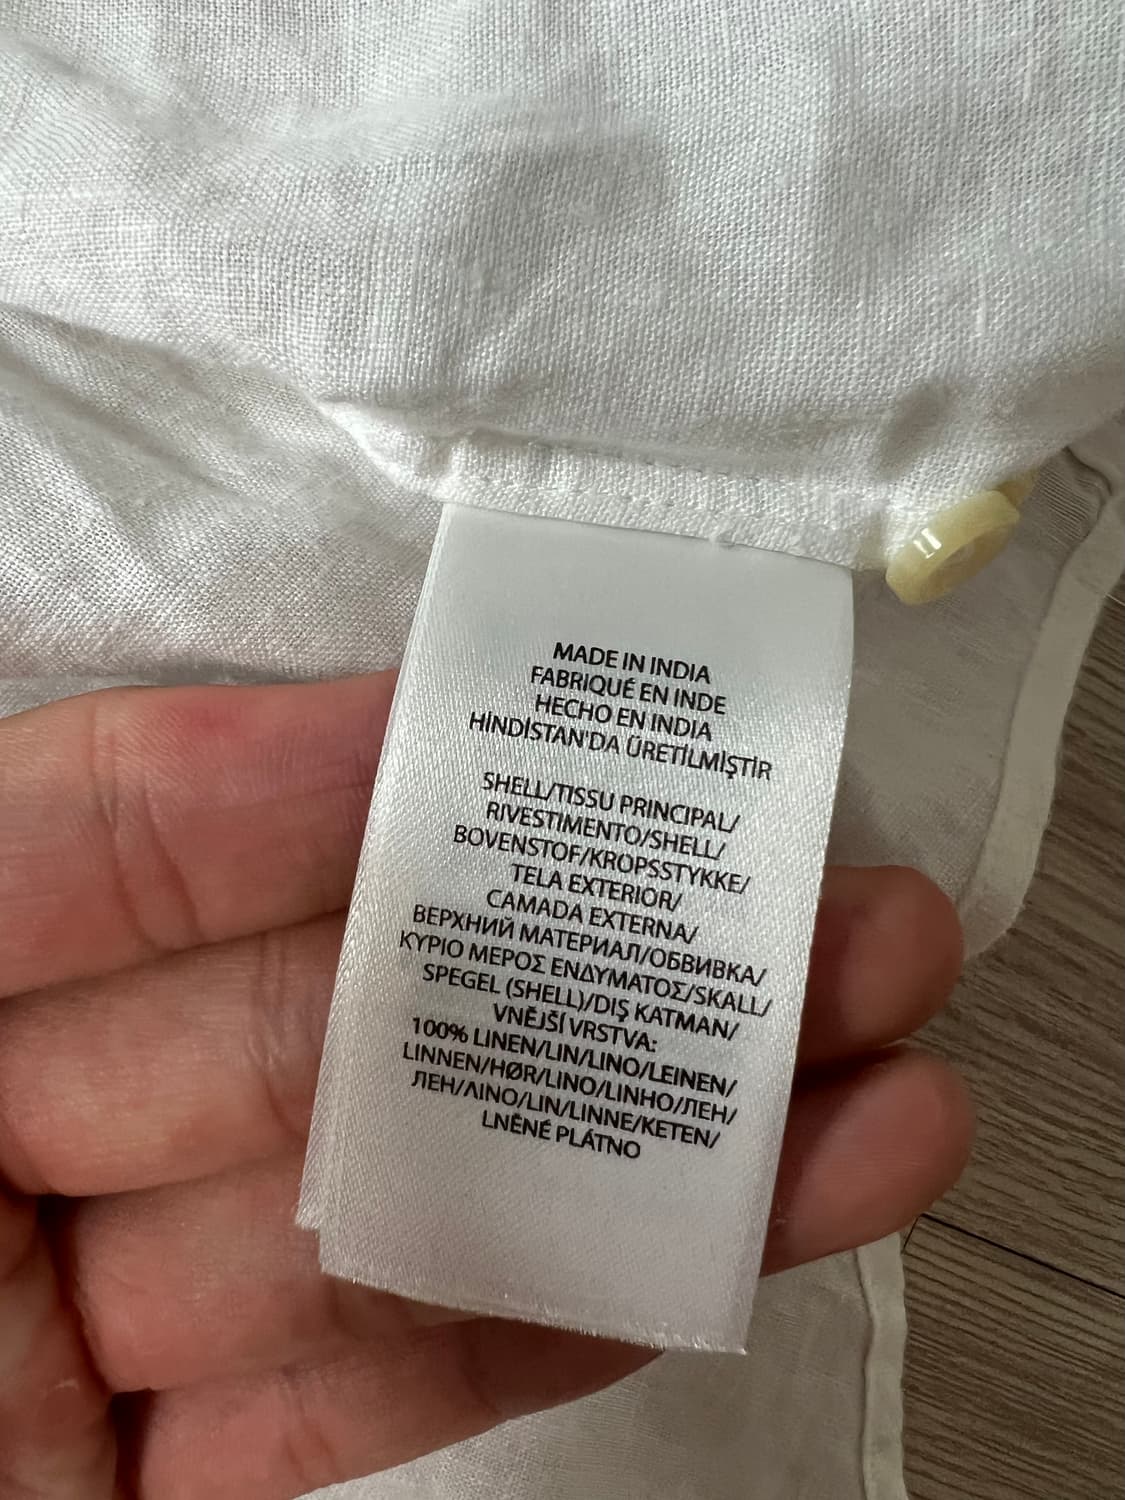 MADE IN INDIA
FABRIQUÉ EN INDE
HECHO EN INDIA
HİNDİSTAN'DA ÜRETİLMİŞTİR
SHELL/TISSU PRINCIPAL/
RIVESTIMENTO/SHELL/
BOVENSTOF/KROPSSTYKKE/
TELA EXTERIOR/
CAMADA EXTERNA/
ВЕРХНИЙ МАТЕРИАЛ/ОБВИВКА/
ΚΥΡΙΟ ΜΕΡΟΣ ΕΝΔΥΜΑΤΟΣ/SKALL/
SPEGEL (SHELL)/DIŞ KATMAN/
VNĚJŠÍ VRSTVA:
100% LINEN/LIN/LINO/LEINEN/
LINNEN/HØR/LINO/LINHO/ЛЕН/
ЛЕН/ΛΙΝΟ/LIN/LINNE/KETEN/
LNĚNÉ PLÁTNO